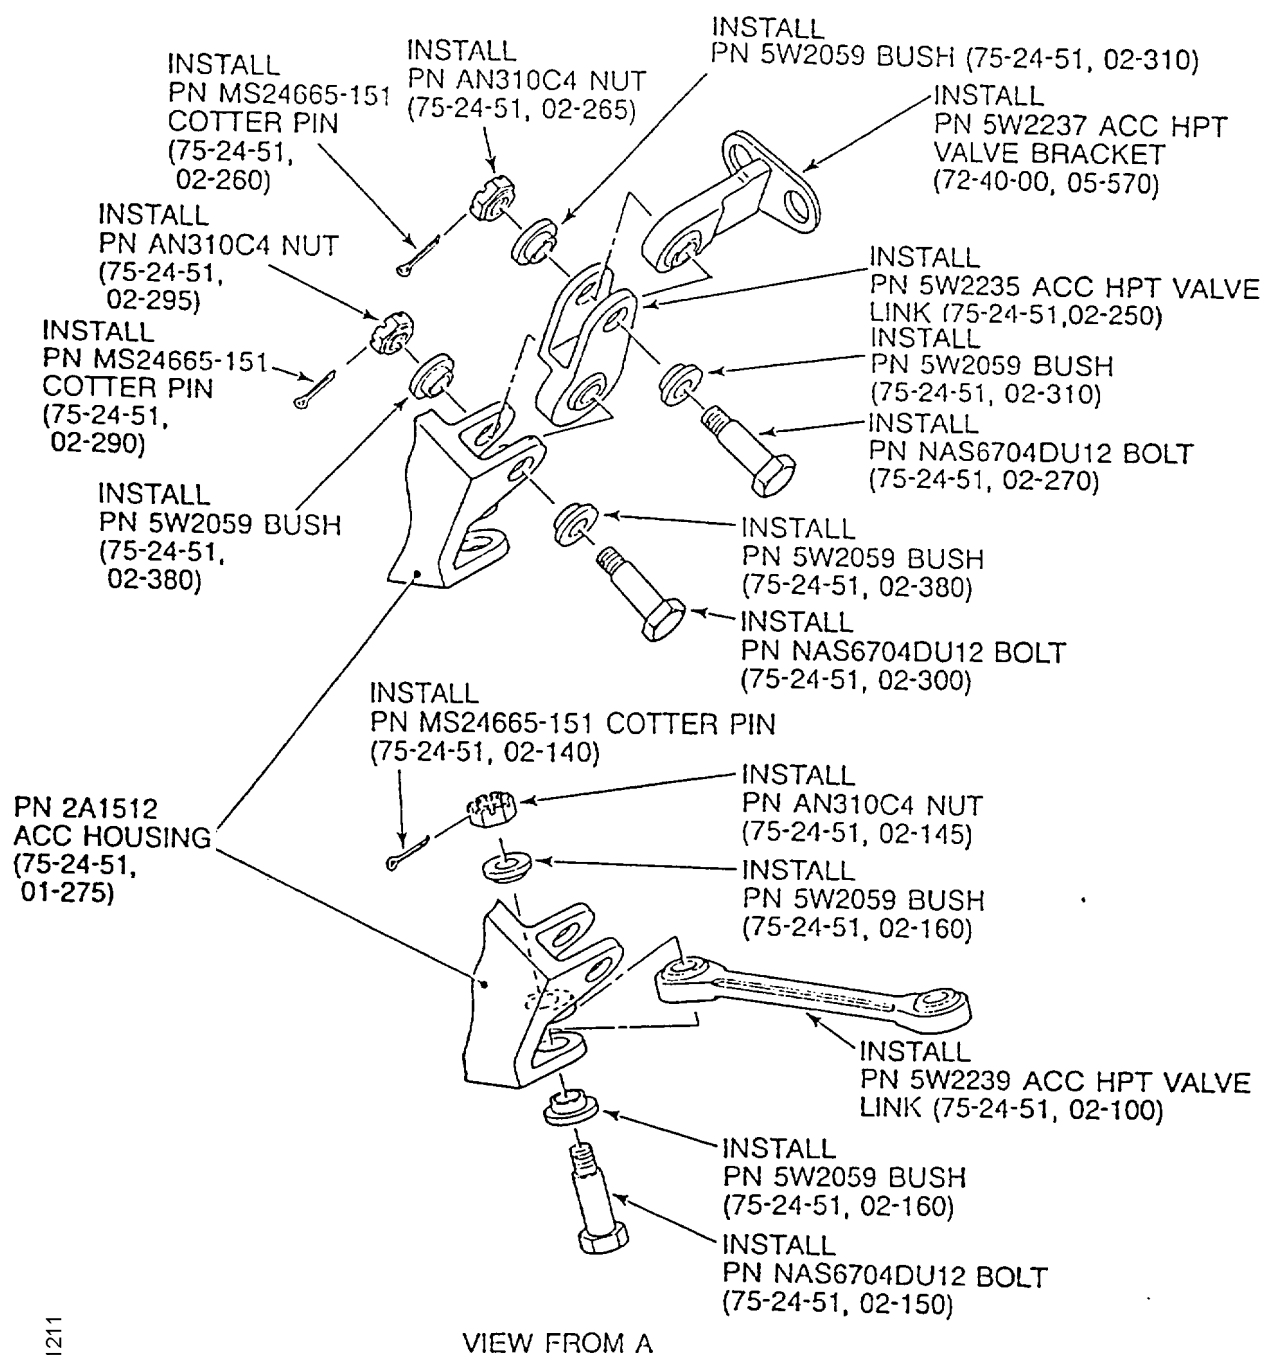 INSTALL
PN 5W2059 BUSH (75-24-51, 02-310)
INSTALL
PN AN310C4 NUT
(75-24-51, 02-265)
INSTALL
PN MS24665-151
COTTER PIN
(75-24-51,
02-260)
INSTALL
PN 5W2237 ACC HPT
VALVE BRACKET
(72-40-00, 05-570)
INSTALL
PN AN310C4 NUT
(75-24-51,
02-295)
INSTALL
PN 5W2235 ACC HPT VALVE
LINK (75-24-51,02-250)
INSTALL
PN MS24665-151
COTTER PIN
(75-24-51,
02-290)
INSTALL
PN 5W2059 BUSH
(75-24-51, 02-310)
INSTALL
PN NAS6704DU12 BOLT
(75-24-51, 02-270)
INSTALL
PN 5W2059 BUSH
(75-24-51,
02-380)
INSTALL
PN 5W2059 BUSH
(75-24-51, 02-380)
INSTALL
PN NAS6704DU12 BOLT
(75-24-51, 02-300)
INSTALL
PN MS24665-151 COTTER PIN
(75-24-51, 02-140)
INSTALL
PN AN310C4 NUT
(75-24-51, 02-145)
PN 2A1512
ACC HOUSING
(75-24-51,
01-275)
INSTALL
PN 5W2059 BUSH
(75-24-51, 02-160)
INSTALL
PN 5W2239 ACC HPT VALVE
LINK (75-24-51, 02-100)
INSTALL
PN 5W2059 BUSH
(75-24-51, 02-160)
INSTALL
PN NAS6704DU12 BOLT
(75-24-51, 02-150)
VIEW FROM A